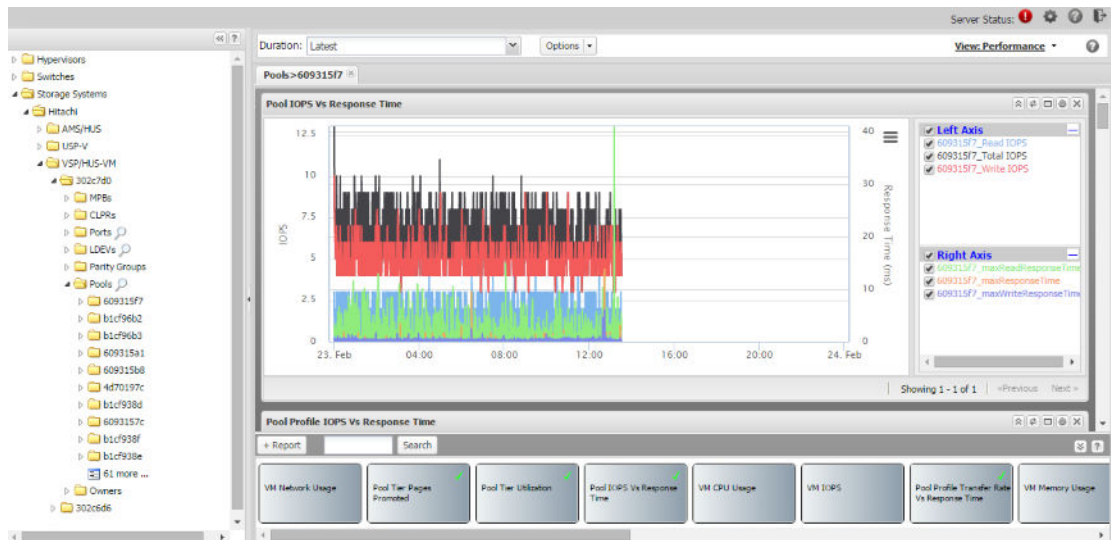 Server Status:
Duration: Latest Options View: Performance
Hypervisors
Switches
Storage Systems
Hitachi
AMS/HUS
USP-V
VSP/HUS-VM
302c7d0
MPBs
CLPRs
Ports
LDEVs
Parity Groups
Pools
609315f7
b1cf96b2
b1cf96b3
609315a1
609315b8
4d70197c
b1cf938d
6093157c
b1cf938f
b1cf938e
61 more ...
Owners
302c6d6
Pools>609315f7
Pool IOPS Vs Response Time
12.5
10
7.5
5
2.5
0
IOPS
40
30
20
10
0
Response Time (ms)
23. Feb 04:00 08:00 12:00 16:00 20:00 24. Feb
Left Axis
609315f7_Read IOPS
609315f7_Total IOPS
609315f7_Write IOPS
Right Axis
609315f7_maxReadResponseTime
609315f7_maxResponseTime
609315f7_maxWriteResponseTime
Showing 1 - 1 of 1 «Previous Next »
Pool Profile IOPS Vs Response Time
+ Report Search
VM Network Usage
Pool Tier Pages
Promoted
Pool Tier Utilization
Pool IOPS Vs Response
Time
VM CPU Usage
VM IOPS
Pool Profile Transfer Rate
Vs Response Time
VM Memory Usage